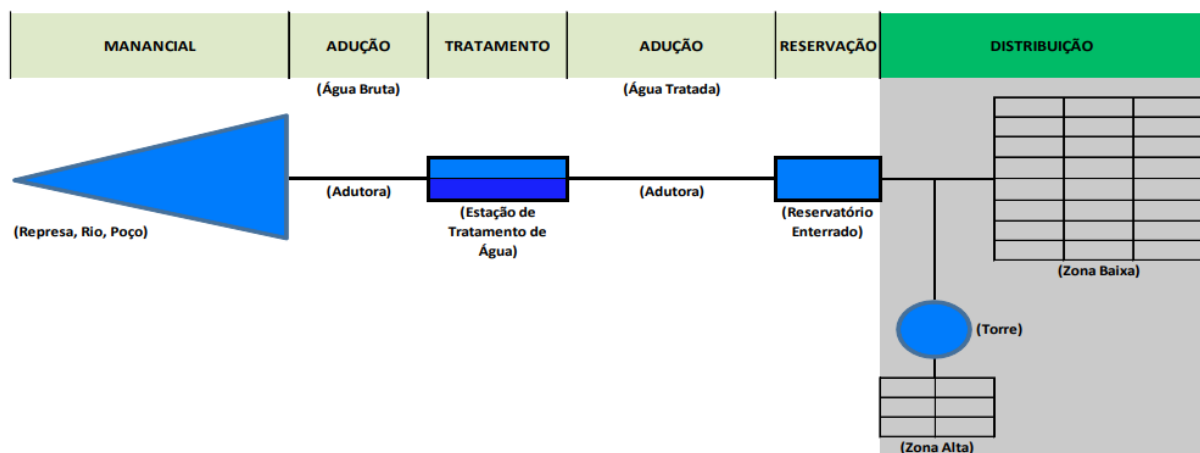 MANANCIAL
ADUÇÃO
TRATAMENTO
ADUÇÃO
RESERVAÇÃO
DISTRIBUIÇÃO
(Água Bruta)
(Água Tratada)
(Adutora)
(Adutora)
(Represa, Rio, Poço)
(Estação de
Tratamento de
Água)
(Reservatório
Enterrado)
(Zona Baixa)
(Torre)
(Zona Alta)